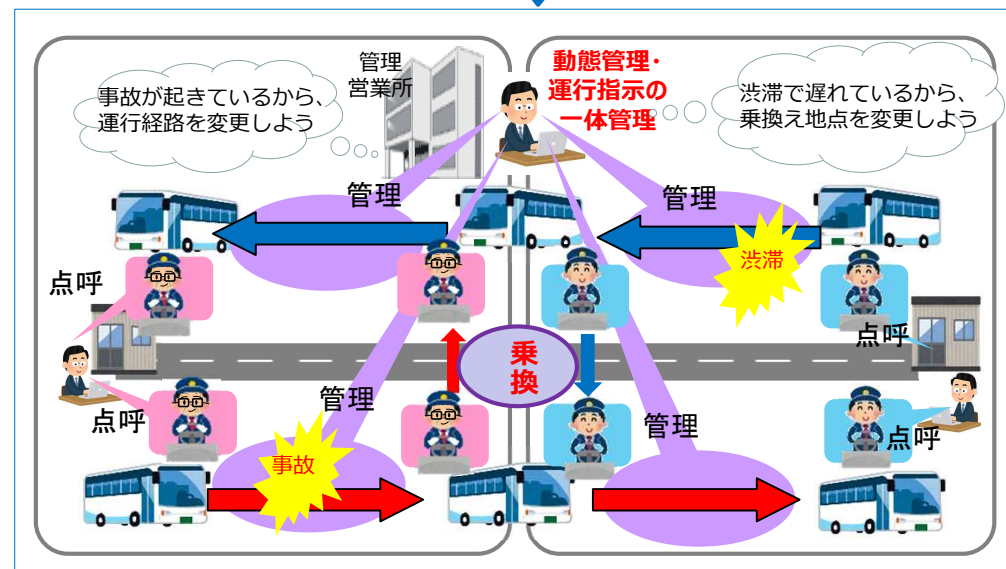 事故が起きているから、
運行経路を変更しよう
管理
営業所
動態管理・
運行指示の
一体管理
渋滞で遅れているから、
乗換え地点を変更しよう
管理
管理
渋滞
点呼
点呼
乗
換
管理
管理
点呼
点呼
事故